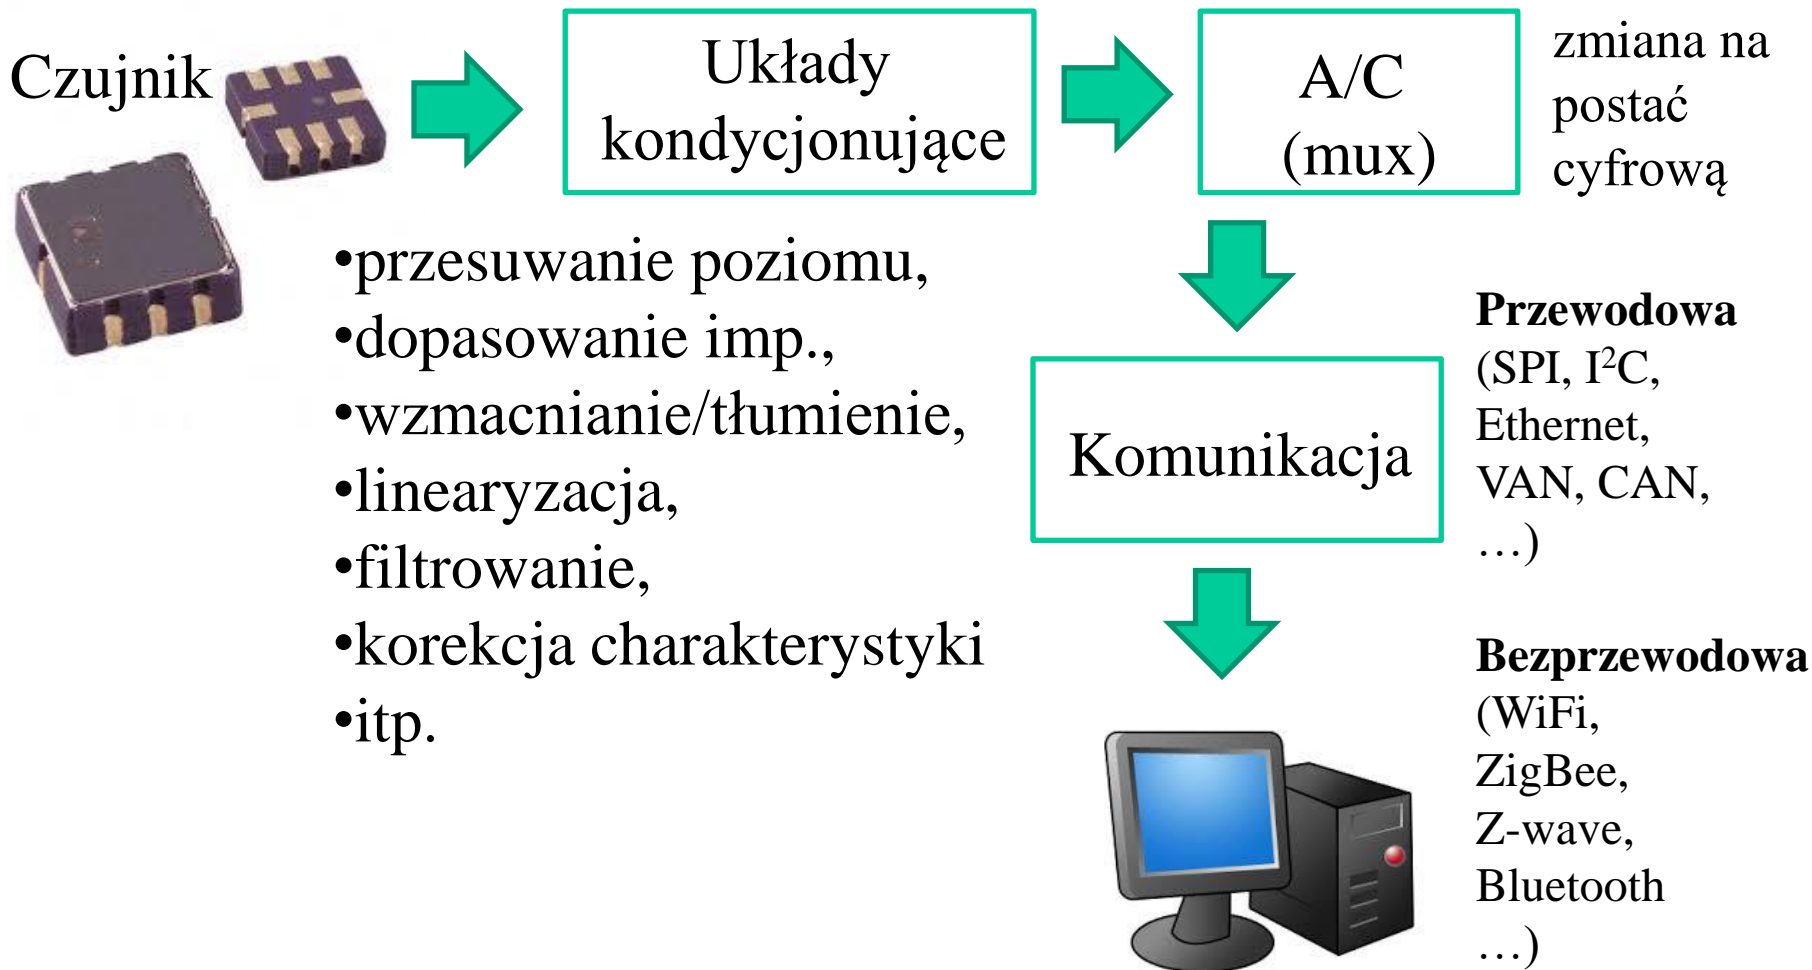 Czujnik
Układy
kondycjonujące
A/C
(mux)
zmiana na
postać
cyfrową
•przesuwanie poziomu,
•dopasowanie imp.,
•wzmacnianie/tłumienie,
•linearyzacja,
•filtrowanie,
•korekcja charakterystyki
•itp.
Komunikacja
Przewodowa
(SPI, I²C,
Ethernet,
VAN, CAN,
…)
Bezprzewodowa
(WiFi,
ZigBee,
Z-wave,
Bluetooth
…)